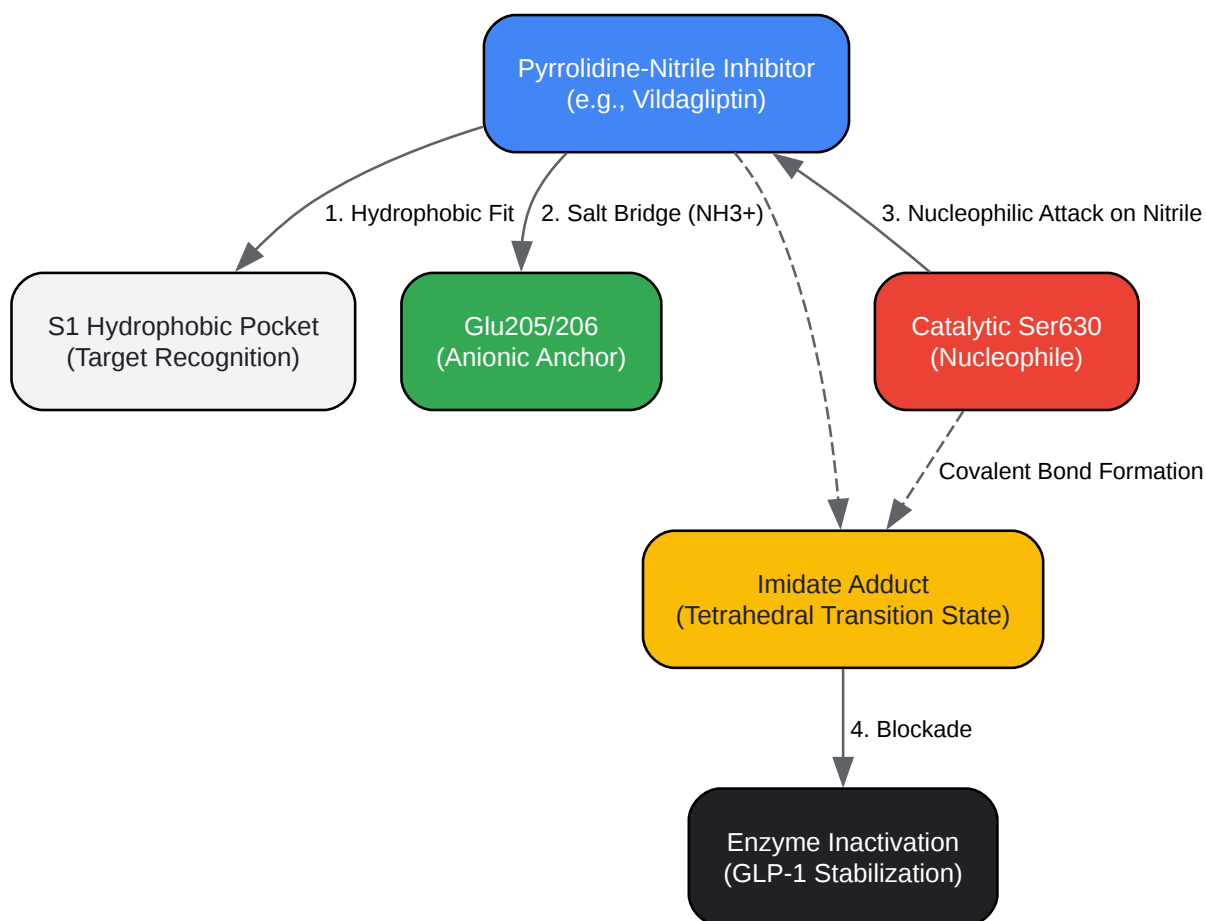 Pyrrolidine-Nitrile Inhibitor
(e.g., Vildagliptin)
1. Hydrophobic Fit
2. Salt Bridge (NH3+)
3. Nucleophilic Attack on Nitrile
S1 Hydrophobic Pocket
(Target Recognition)
Glu205/206
(Anionic Anchor)
Catalytic Ser630
(Nucleophile)
Covalent Bond Formation
Imidate Adduct
(Tetrahedral Transition State)
4. Blockade
Enzyme Inactivation
(GLP-1 Stabilization)